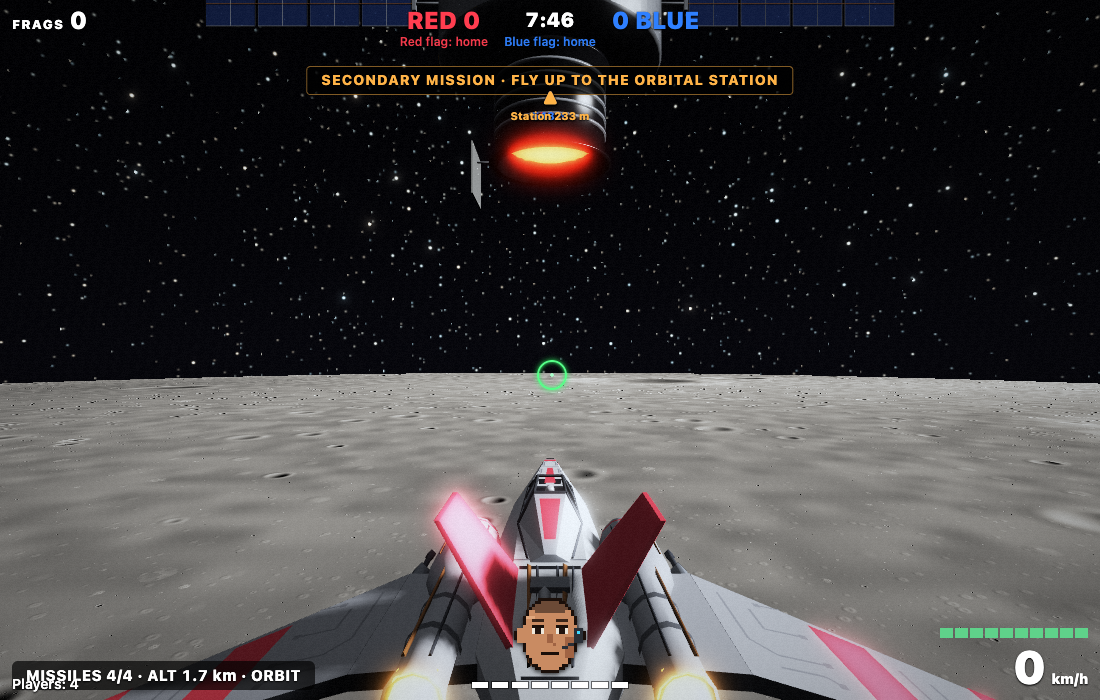 FRAGS 0
RED 0 7:46 0 BLUE
Red flag: home Blue flag: home
SECONDARY MISSION · FLY UP TO THE ORBITAL STATION
Station 233 m
MISSILES 4/4 · ALT 1.7 km · ORBIT
Players: 4
0 km/h